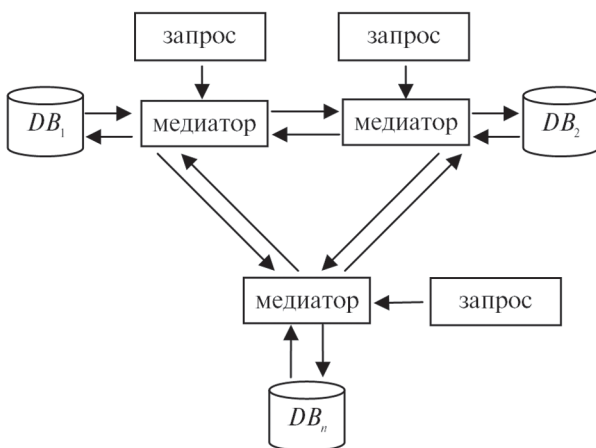 запрос
запрос
DB₁
медиатор
медиатор
DB₂
медиатор
запрос
DBₙ